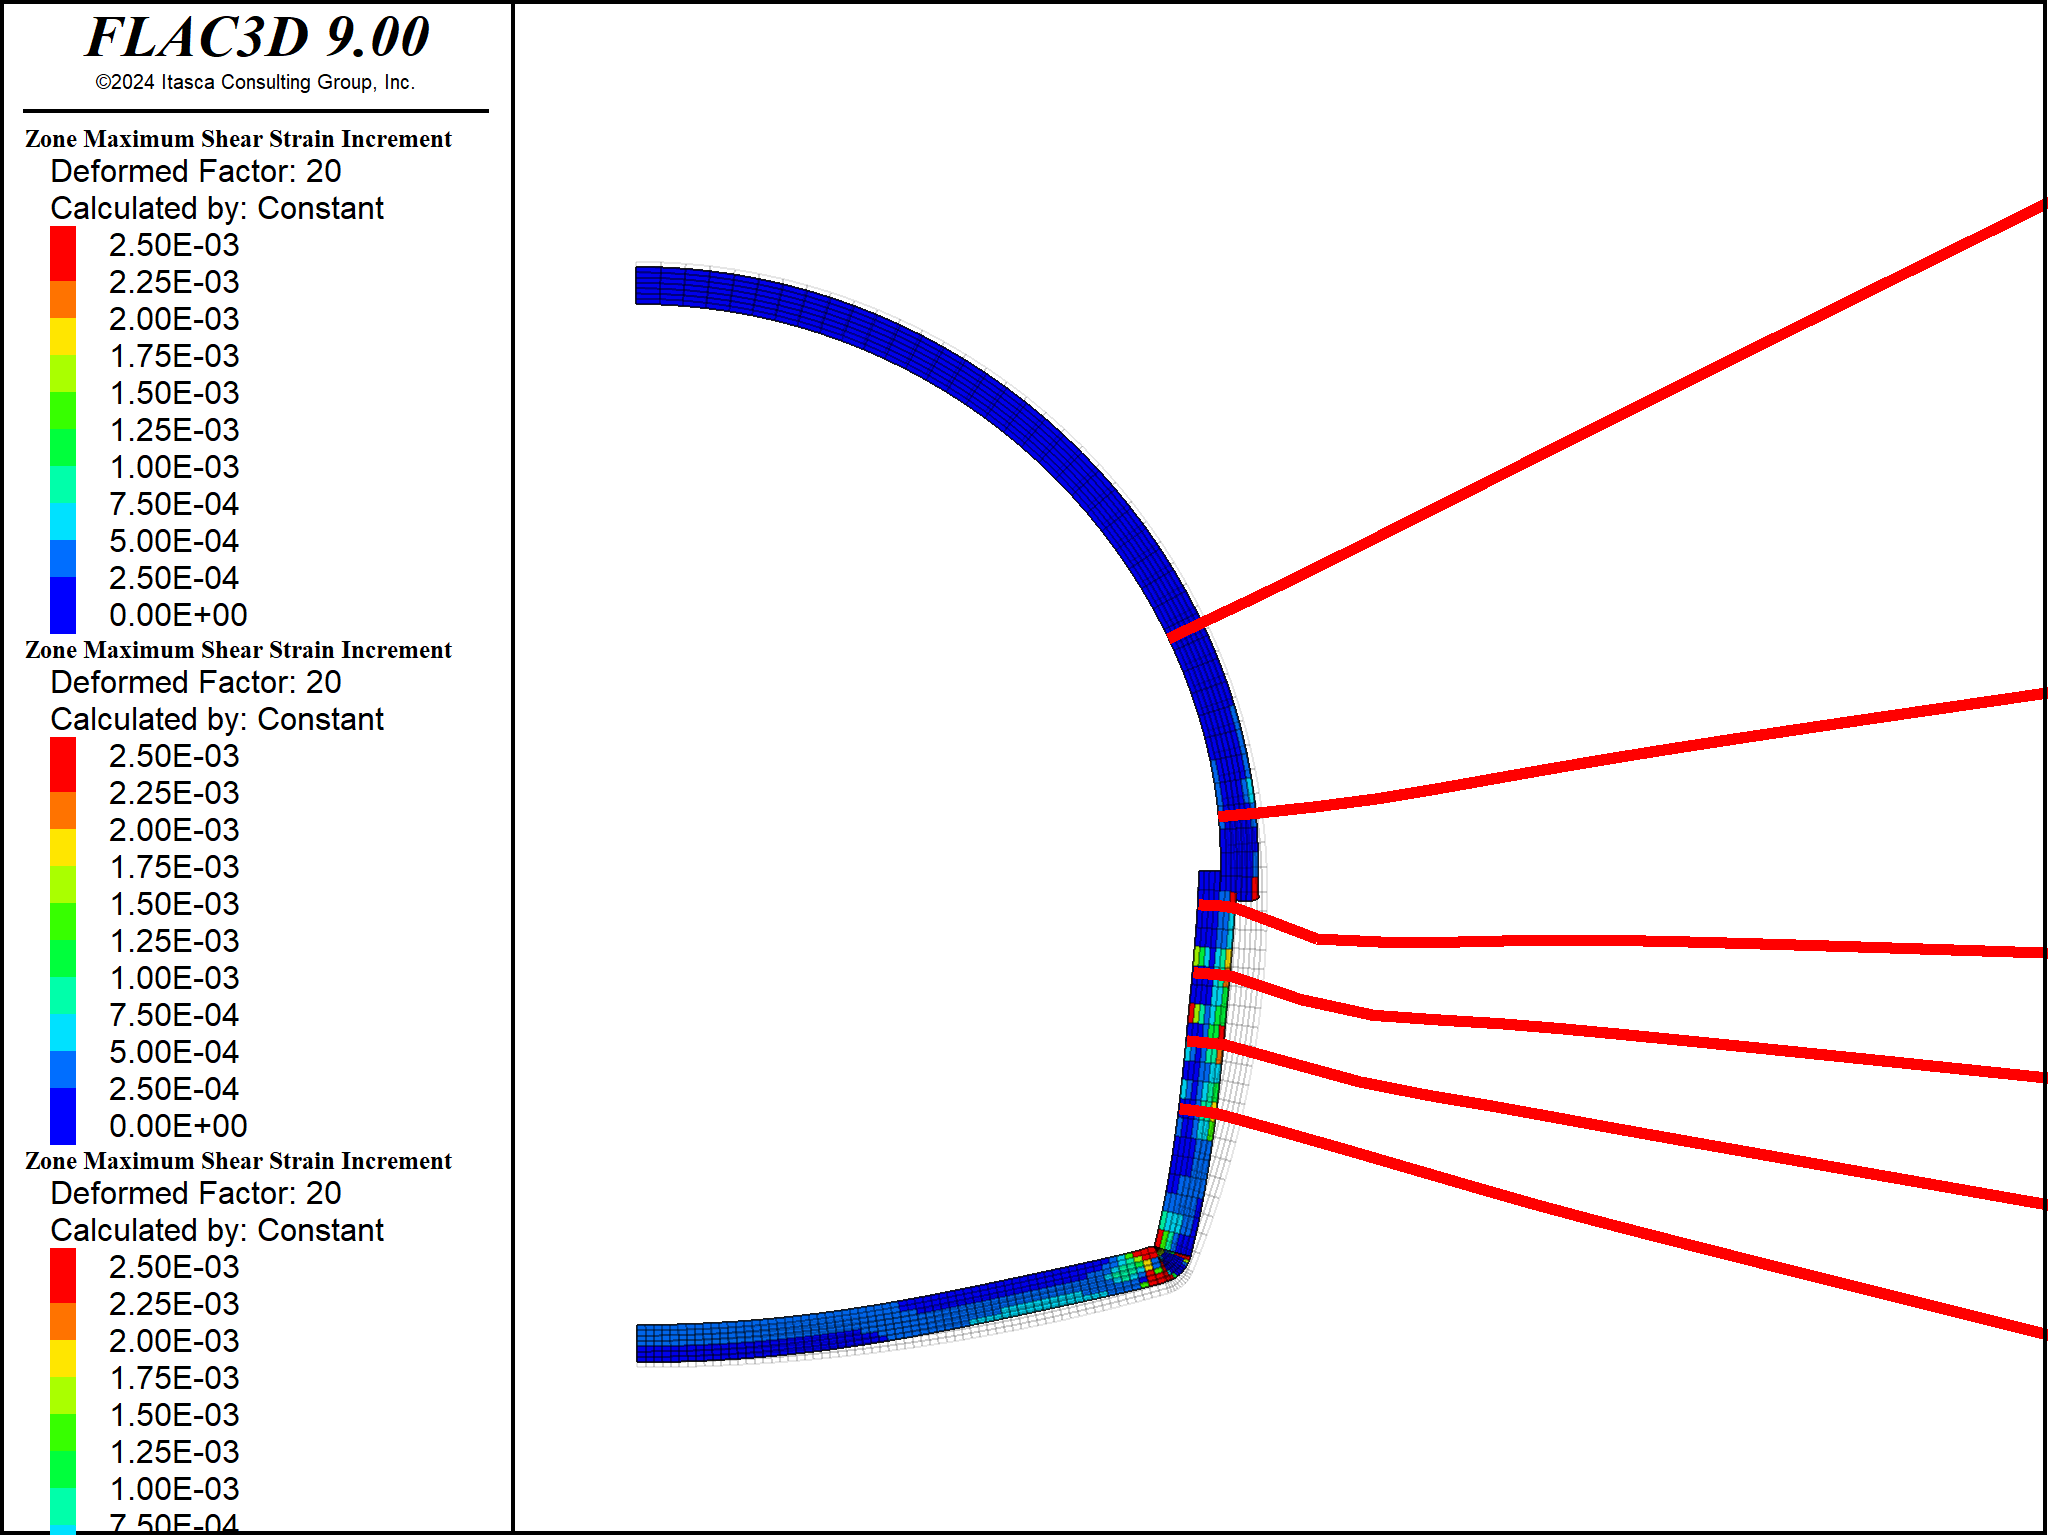 FLAC3D 9.00
©2024 Itasca Consulting Group, Inc.
Zone Maximum Shear Strain Increment
Deformed Factor: 20
Calculated by: Constant
2.50E-03
2.25E-03
2.00E-03
1.75E-03
1.50E-03
1.25E-03
1.00E-03
7.50E-04
5.00E-04
2.50E-04
0.00E+00
Zone Maximum Shear Strain Increment
Deformed Factor: 20
Calculated by: Constant
2.50E-03
2.25E-03
2.00E-03
1.75E-03
1.50E-03
1.25E-03
1.00E-03
7.50E-04
5.00E-04
2.50E-04
0.00E+00
Zone Maximum Shear Strain Increment
Deformed Factor: 20
Calculated by: Constant
2.50E-03
2.25E-03
2.00E-03
1.75E-03
1.50E-03
1.25E-03
1.00E-03
7.50E-04